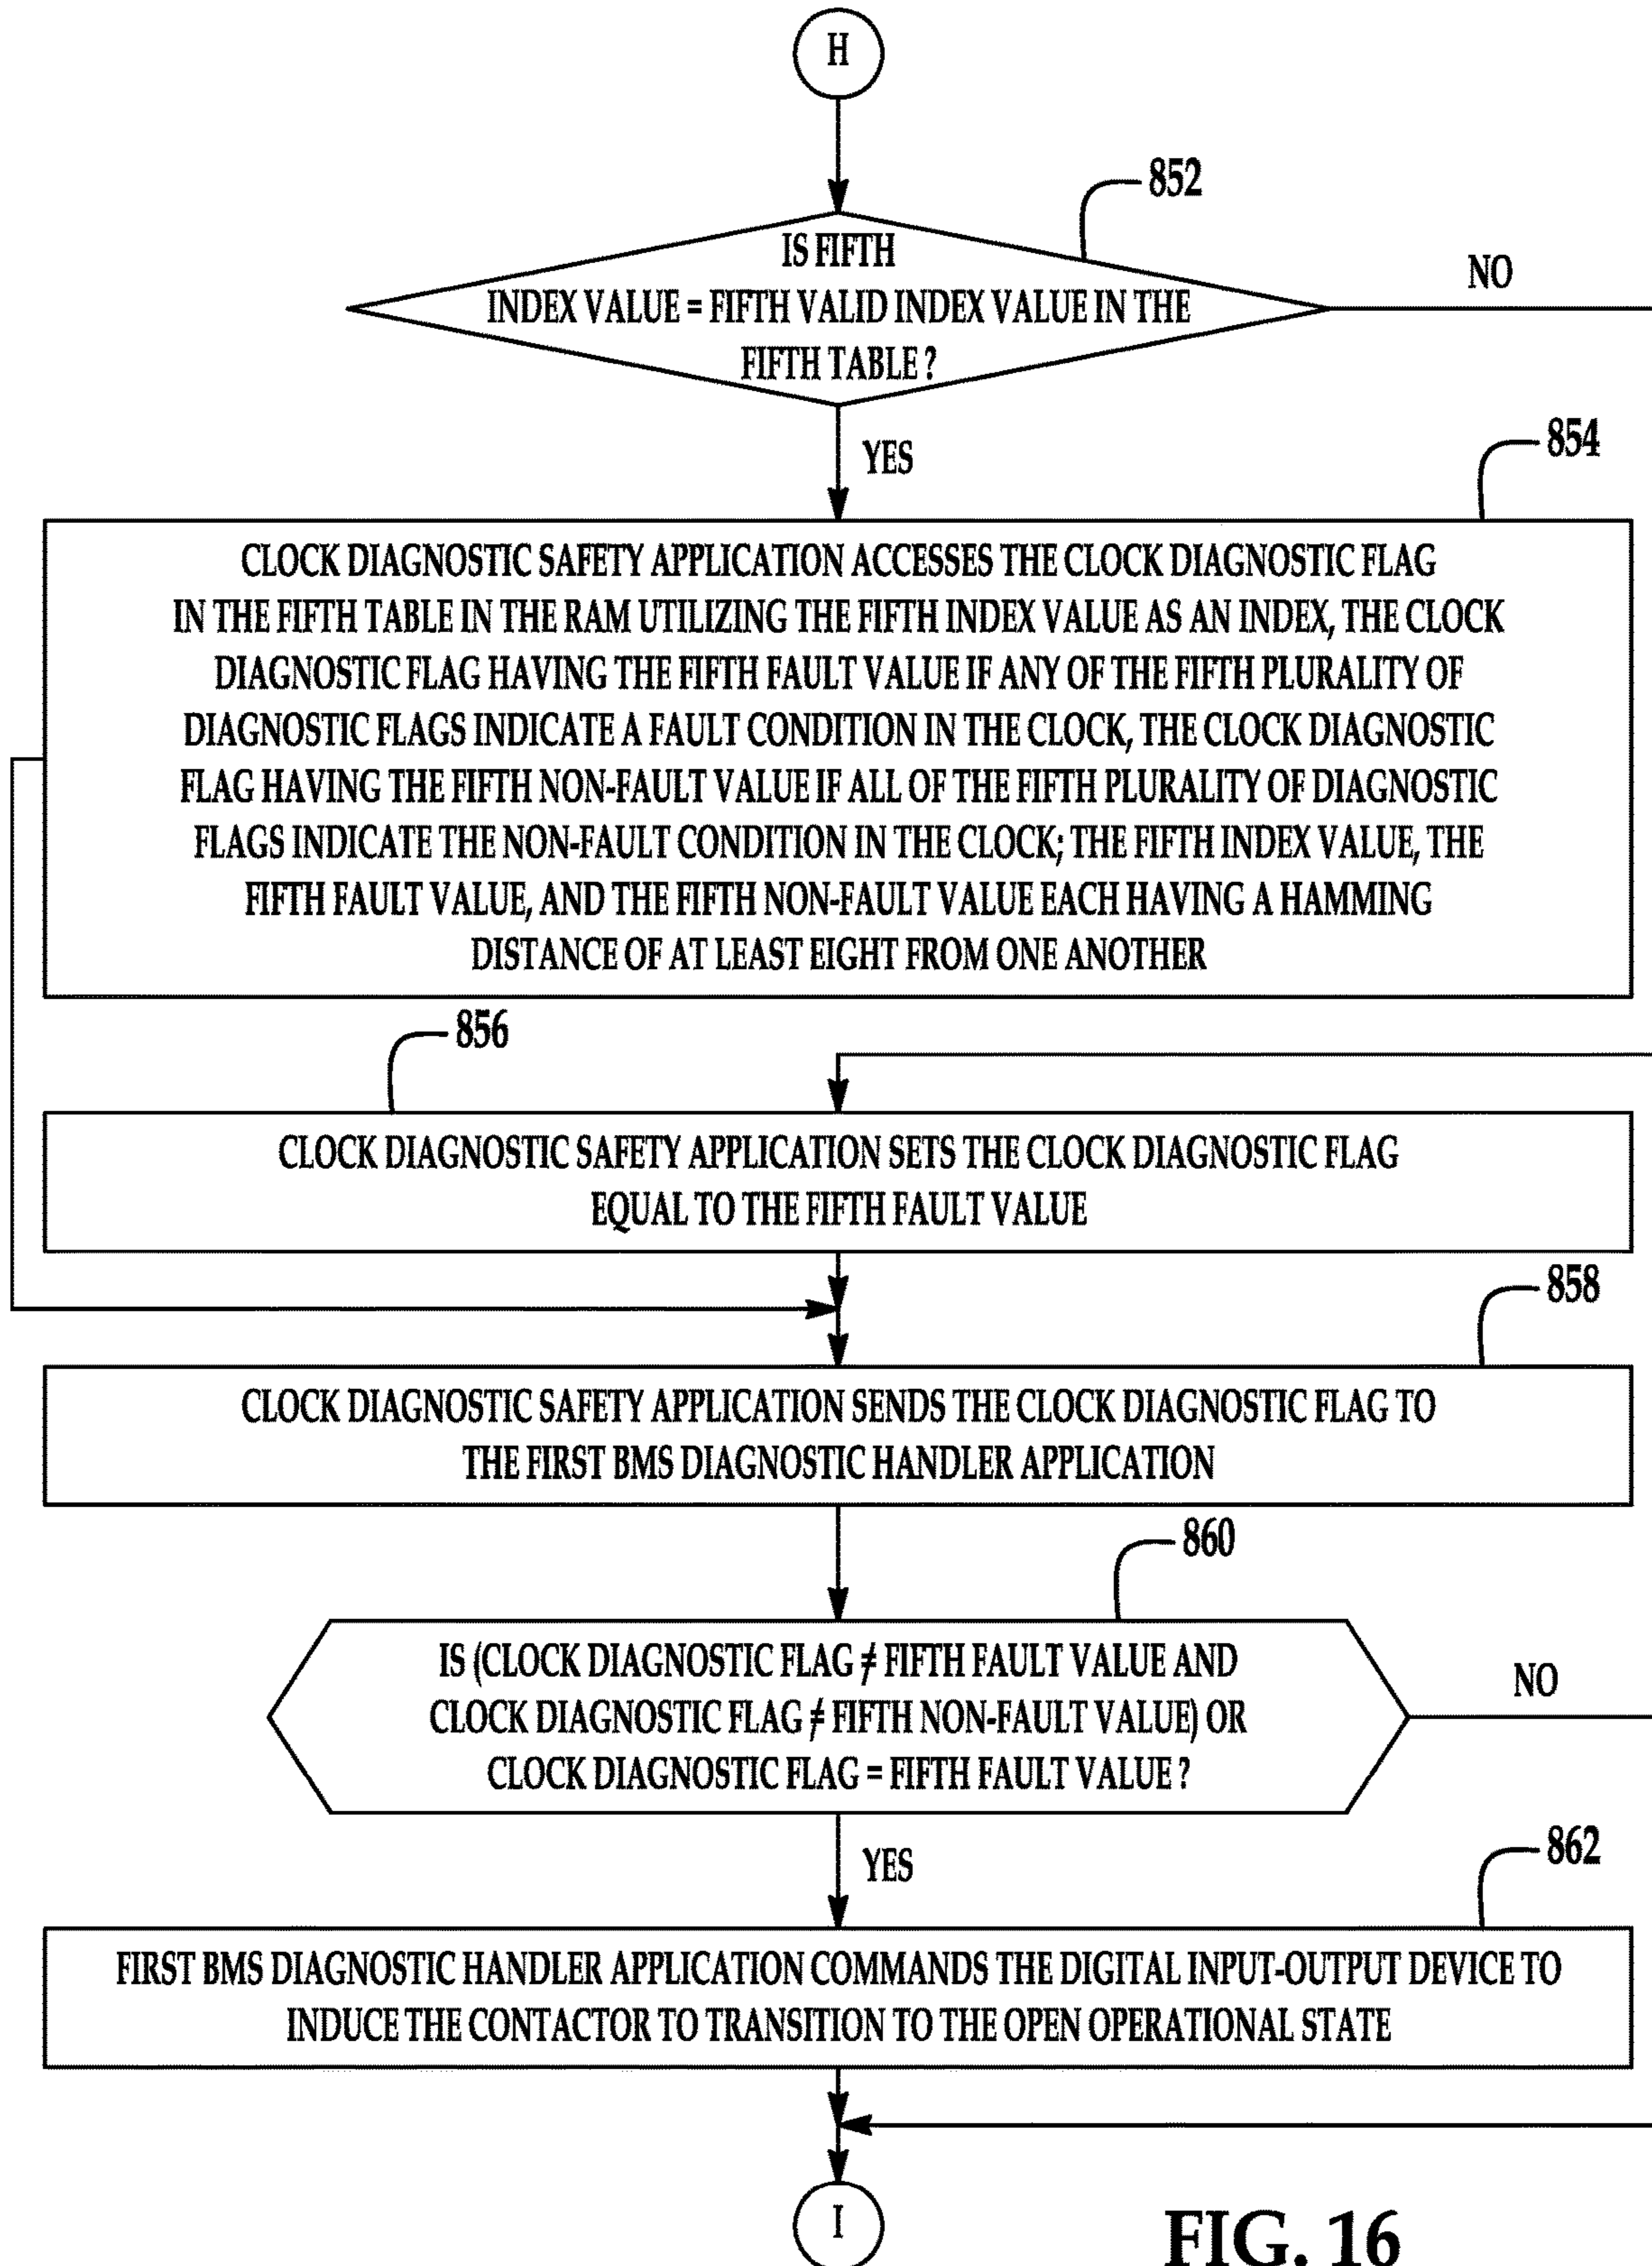 H
852
IS FIFTH
INDEX VALUE = FIFTH VALID INDEX VALUE IN THE
FIFTH TABLE ?
NO
YES
854
CLOCK DIAGNOSTIC SAFETY APPLICATION ACCESSES THE CLOCK DIAGNOSTIC FLAG
IN THE FIFTH TABLE IN THE RAM UTILIZING THE FIFTH INDEX VALUE AS AN INDEX, THE CLOCK
DIAGNOSTIC FLAG HAVING THE FIFTH FAULT VALUE IF ANY OF THE FIFTH PLURALITY OF
DIAGNOSTIC FLAGS INDICATE A FAULT CONDITION IN THE CLOCK, THE CLOCK DIAGNOSTIC
FLAG HAVING THE FIFTH NON-FAULT VALUE IF ALL OF THE FIFTH PLURALITY OF DIAGNOSTIC
FLAGS INDICATE THE NON-FAULT CONDITION IN THE CLOCK; THE FIFTH INDEX VALUE, THE
FIFTH FAULT VALUE, AND THE FIFTH NON-FAULT VALUE EACH HAVING A HAMMING
DISTANCE OF AT LEAST EIGHT FROM ONE ANOTHER
856
CLOCK DIAGNOSTIC SAFETY APPLICATION SETS THE CLOCK DIAGNOSTIC FLAG
EQUAL TO THE FIFTH FAULT VALUE
858
CLOCK DIAGNOSTIC SAFETY APPLICATION SENDS THE CLOCK DIAGNOSTIC FLAG TO
THE FIRST BMS DIAGNOSTIC HANDLER APPLICATION
860
IS (CLOCK DIAGNOSTIC FLAG ≠ FIFTH FAULT VALUE AND
CLOCK DIAGNOSTIC FLAG ≠ FIFTH NON-FAULT VALUE) OR
CLOCK DIAGNOSTIC FLAG = FIFTH FAULT VALUE ?
NO
YES
862
FIRST BMS DIAGNOSTIC HANDLER APPLICATION COMMANDS THE DIGITAL INPUT-OUTPUT DEVICE TO
INDUCE THE CONTACTOR TO TRANSITION TO THE OPEN OPERATIONAL STATE
I
FIG. 16